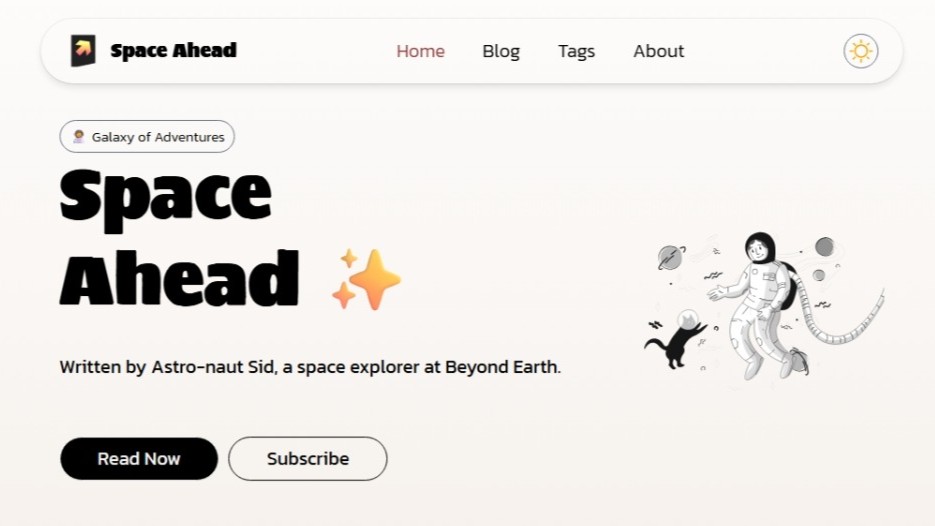 Space Ahead
Home Blog Tags About
Galaxy of Adventures
Space
Ahead
Written by Astro-naut Sid, a space explorer at Beyond Earth.
Read Now Subscribe